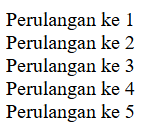 Perulangan ke 1
Perulangan ke 2
Perulangan ke 3
Perulangan ke 4
Perulangan ke 5